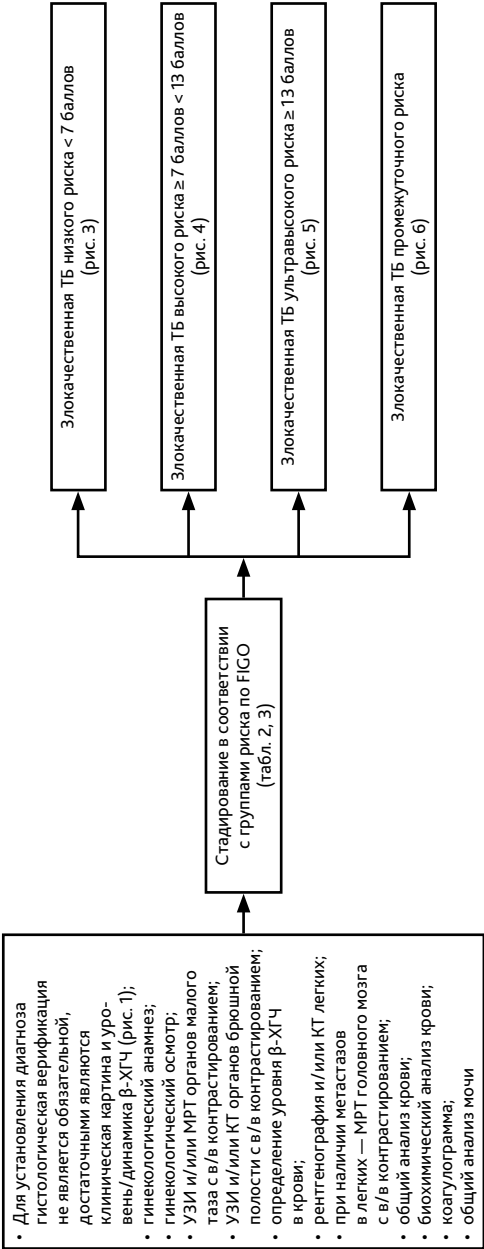 • Для установления диагноза
гистологическая верификация
не является обязательной,
достаточными являются
клиническая картина и уро-
вень/динамика β-ХГЧ (рис. 1);
• гинекологический анамнез;
• гинекологический осмотр;
• УЗИ и/или МРТ органов малого
таза с в/в контрастированием;
• УЗИ и/или КТ органов брюшной
полости с в/в контрастированием;
• определение уровня β-ХГЧ
в крови;
• рентгенография и/или КТ легких;
• при наличии метастазов
в легких — МРТ головного мозга
с в/в контрастированием;
• общий анализ крови;
• биохимический анализ крови;
• коагулограмма;
• общий анализ мочи
Стадирование в соответствии
с группами риска по FIGO
(табл. 2, 3)
Злокачественная ТБ низкого риска < 7 баллов
(рис. 3)
Злокачественная ТБ высокого риска ≥ 7 баллов < 13 баллов
(рис. 4)
Злокачественная ТБ ультравысокого риска ≥ 13 баллов
(рис. 5)
Злокачественная ТБ промежуточного риска
(рис. 6)